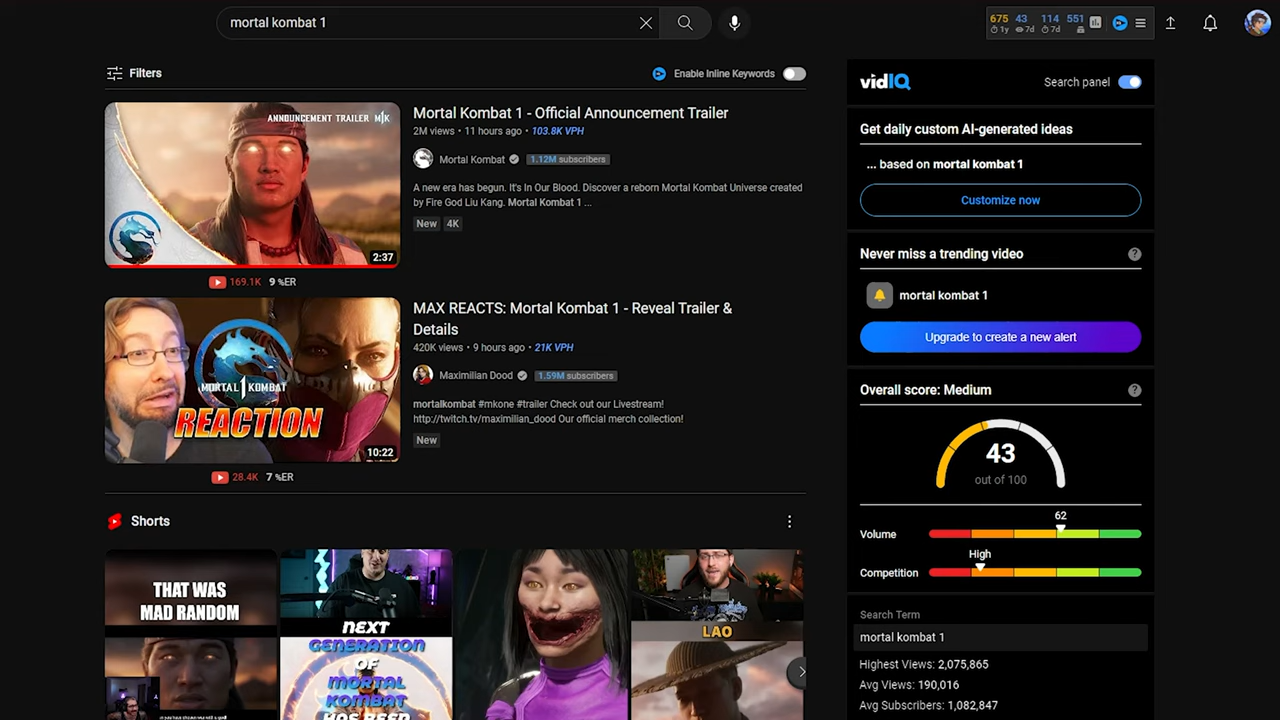 mortal kombat 1
675 43 114 551
1y 7d 7d
Filters
Enable Inline Keywords
ANNOUNCEMENT TRAILER
2:37
169.1K 9 %ER
Mortal Kombat 1 - Official Announcement Trailer
2M views • 11 hours ago • 103.8K VPH
Mortal Kombat 1.12M subscribers
A new era has begun. It's In Our Blood. Discover a reborn Mortal Kombat Universe created
by Fire God Liu Kang. Mortal Kombat 1 ...
New 4K
MORTAL 1 KOMBAT
REACTION
10:22
28.4K 7 %ER
MAX REACTS: Mortal Kombat 1 - Reveal Trailer &
Details
420K views • 9 hours ago • 21K VPH
Maximilian Dood 1.59M subscribers
mortalkombat #mkone #trailer Check out our Livestream!
http://twitch.tv/maximilian_dood Our official merch collection!
New
Shorts
THAT WAS
MAD RANDOM
NEXT
GENERATION
OF
MORTAL
KOMBAT
HAS BEEN
LAO
vidIQ
Search panel
Get daily custom AI-generated ideas
... based on mortal kombat 1
Customize now
Never miss a trending video
mortal kombat 1
Upgrade to create a new alert
Overall score: Medium
43
out of 100
62
Volume
High
Competition
Search Term
mortal kombat 1
Highest Views: 2,075,865
Avg Views: 190,016
Avg Subscribers: 1,082,847